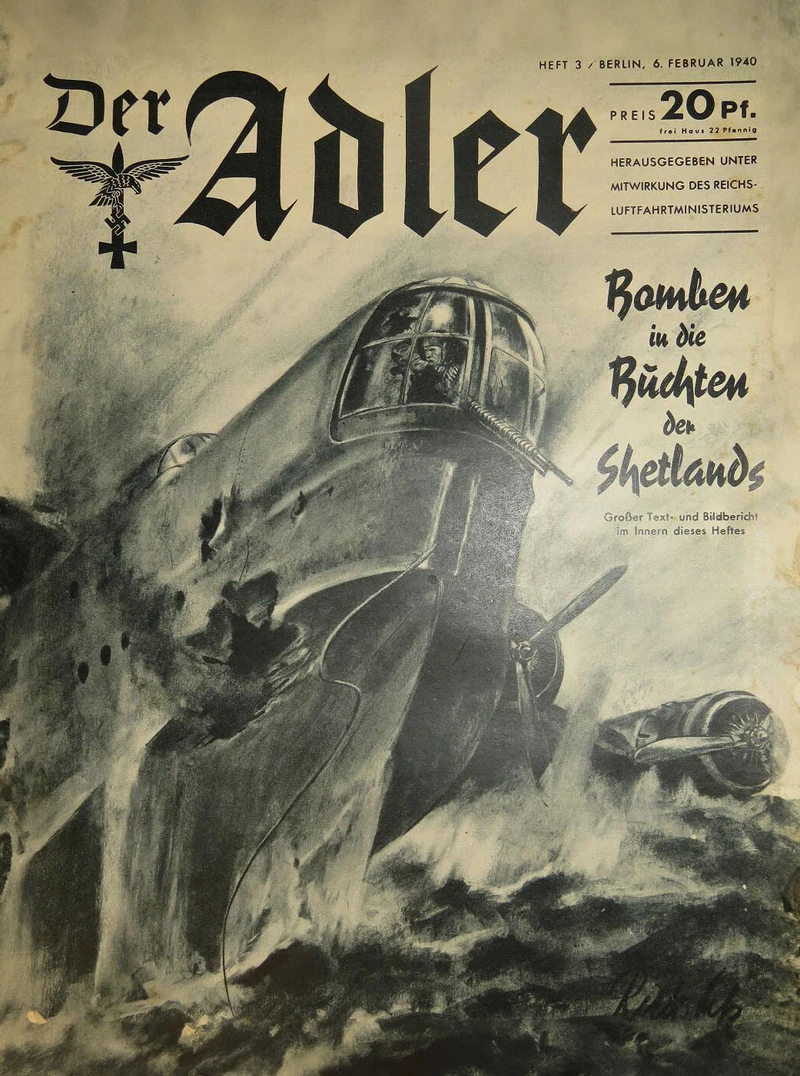 HEFT 3 / BERLIN, 6. FEBRUAR 1940
Der Adler
PREIS 20 Pf.
frei Haus 22 Pfennig
HERAUSGEGEBEN UNTER
MITWIRKUNG DES REICHS-
LUFTFAHRTMINISTERIUMS
Bomben
in die
Buchten
der
Shetlands
Großer Text- und Bildbericht
im Innern dieses Heftes